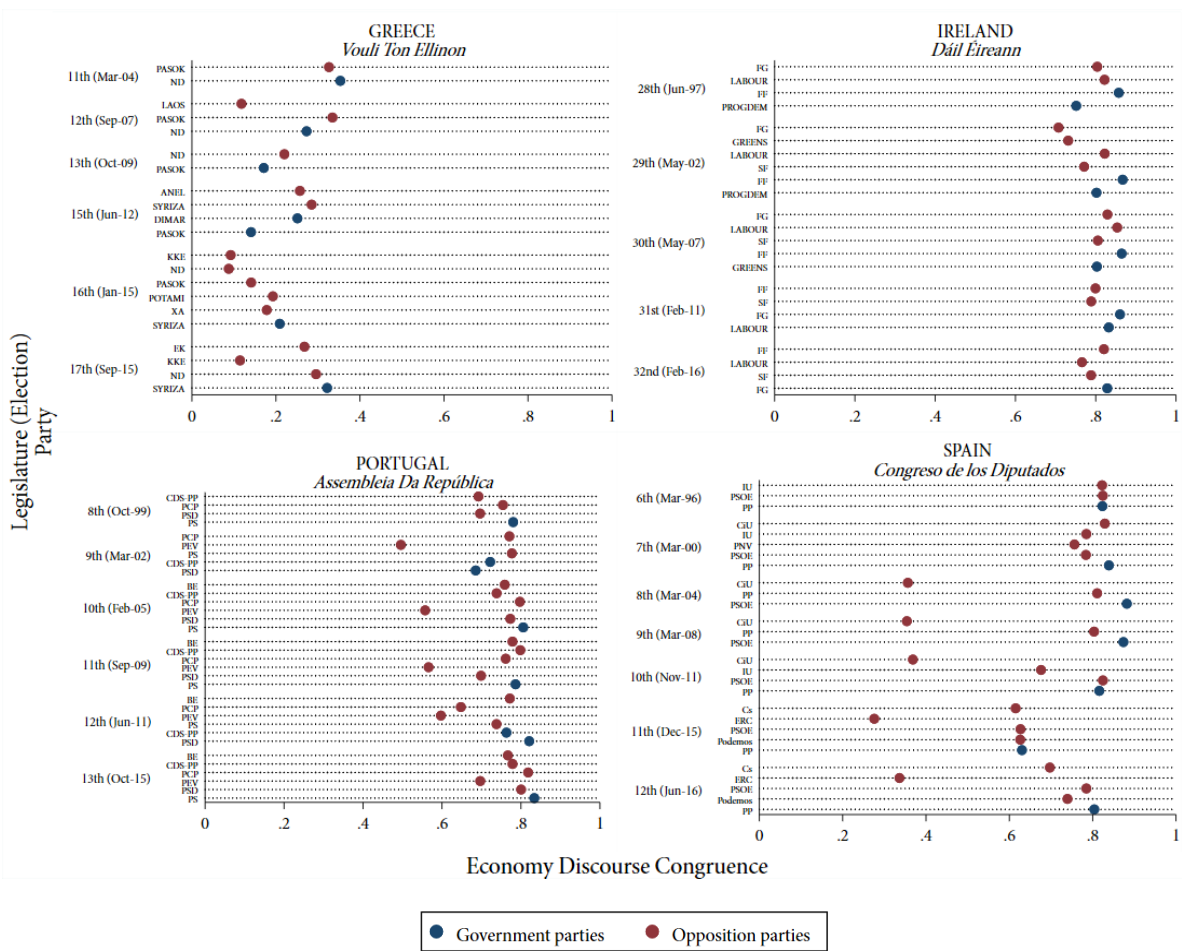 GREECE
Vouli Ton Ellinon
11th (Mar-04)
PASOK
ND
12th (Sep-07)
LAOS
PASOK
ND
13th (Oct-09)
ND
PASOK
15th (Jun-12)
ANEL
SYRIZA
DIMAR
PASOK
16th (Jan-15)
KKE
ND
PASOK
POTAMI
XA
SYRIZA
17th (Sep-15)
EK
KKE
ND
SYRIZA
0 .2 .4 .6 .8 1
IRELAND
Dáil Éireann
28th (Jun-97)
FG
LABOUR
FF
PROGDEM
29th (May-02)
FG
GREENS
LABOUR
SF
FF
PROGDEM
30th (May-07)
FG
LABOUR
SF
FF
GREENS
31st (Feb-11)
FF
SF
FG
LABOUR
32nd (Feb-16)
FF
LABOUR
SF
FG
0 .2 .4 .6 .8 1
Legislature (Election)
Party
PORTUGAL
Assembleia Da República
8th (Oct-99)
CDS-PP
PCP
PSD
PS
9th (Mar-02)
PCP
PEV
PS
CDS-PP
PSD
10th (Feb-05)
BE
CDS-PP
PCP
PEV
PSD
PS
11th (Sep-09)
BE
CDS-PP
PCP
PEV
PSD
PS
12th (Jun-11)
BE
PCP
PEV
PS
CDS-PP
PSD
13th (Oct-15)
BE
CDS-PP
PCP
PEV
PSD
PS
0 .2 .4 .6 .8 1
SPAIN
Congreso de los Diputados
6th (Mar-96)
IU
PSOE
PP
7th (Mar-00)
CiU
IU
PNV
PSOE
PP
8th (Mar-04)
CiU
PP
PSOE
9th (Mar-08)
CiU
PP
PSOE
10th (Nov-11)
CiU
IU
PSOE
PP
11th (Dec-15)
Cs
ERC
PSOE
Podemos
PP
12th (Jun-16)
Cs
ERC
PSOE
Podemos
PP
0 .2 .4 .6 .8 1
Economy Discourse Congruence
Government parties
Opposition parties